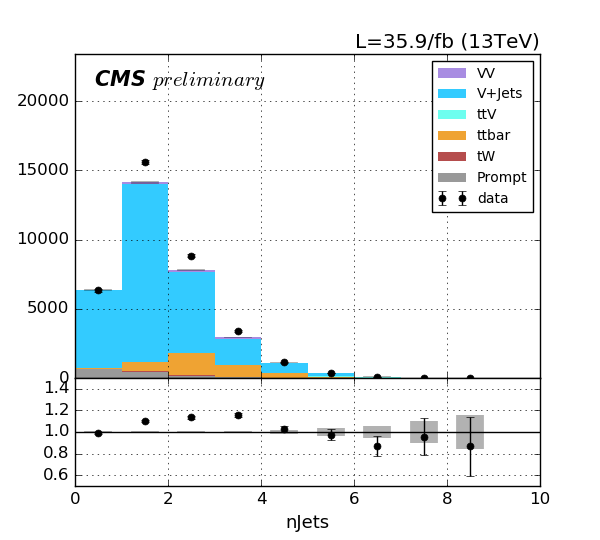 L=35.9/fb (13TeV)
CMS preliminary
VV
V+Jets
ttV
ttbar
tW
Prompt
data
20000
15000
10000
5000
0
1.4
1.2
1.0
0.8
0.6
0 2 4 6 8 10
nJets